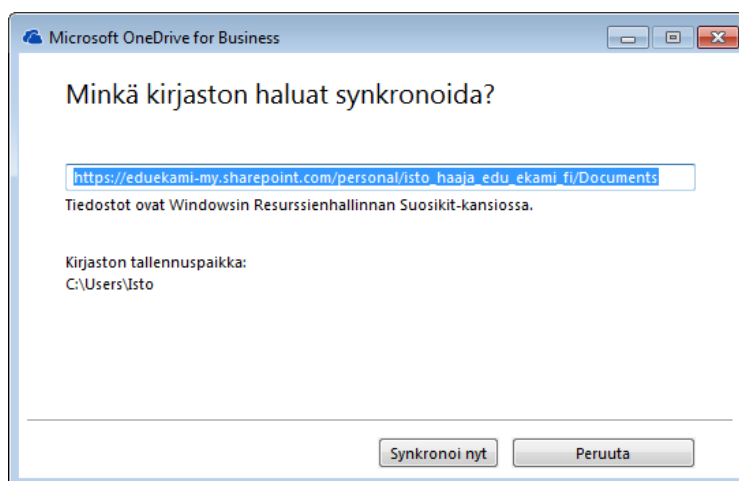 Microsoft OneDrive for Business
Minkä kirjaston haluat synkronoida?
https://eduekami-my.sharepoint.com/personal/isto_haaja_edu_ekami_fi/Documents
Tiedostot ovat Windowsin Resurssienhallinnan Suosikit-kansiossa.
Kirjaston tallennuspaikka:
C:\Users\Isto
Synkronoi nyt
Peruuta